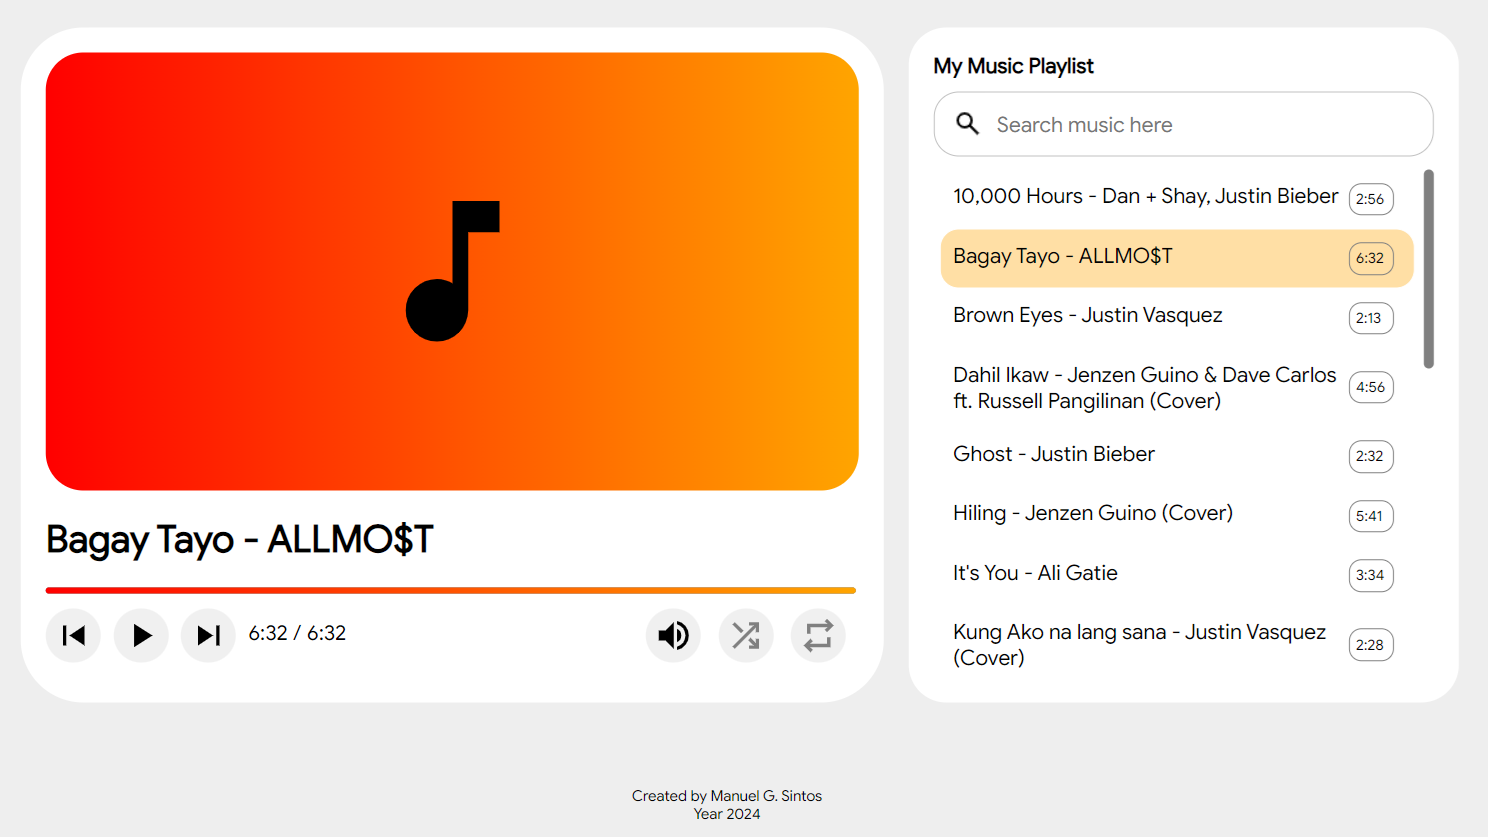 Bagay Tayo - ALLMO$T
6:32 / 6:32
My Music Playlist
Search music here
10,000 Hours - Dan + Shay, Justin Bieber 2:56
Bagay Tayo - ALLMO$T 6:32
Brown Eyes - Justin Vasquez 2:13
Dahil Ikaw - Jenzen Guino & Dave Carlos
ft. Russell Pangilinan (Cover) 4:56
Ghost - Justin Bieber 2:32
Hiling - Jenzen Guino (Cover) 5:41
It's You - Ali Gatie 3:34
Kung Ako na lang sana - Justin Vasquez
(Cover) 2:28
Created by Manuel G. Sintos
Year 2024